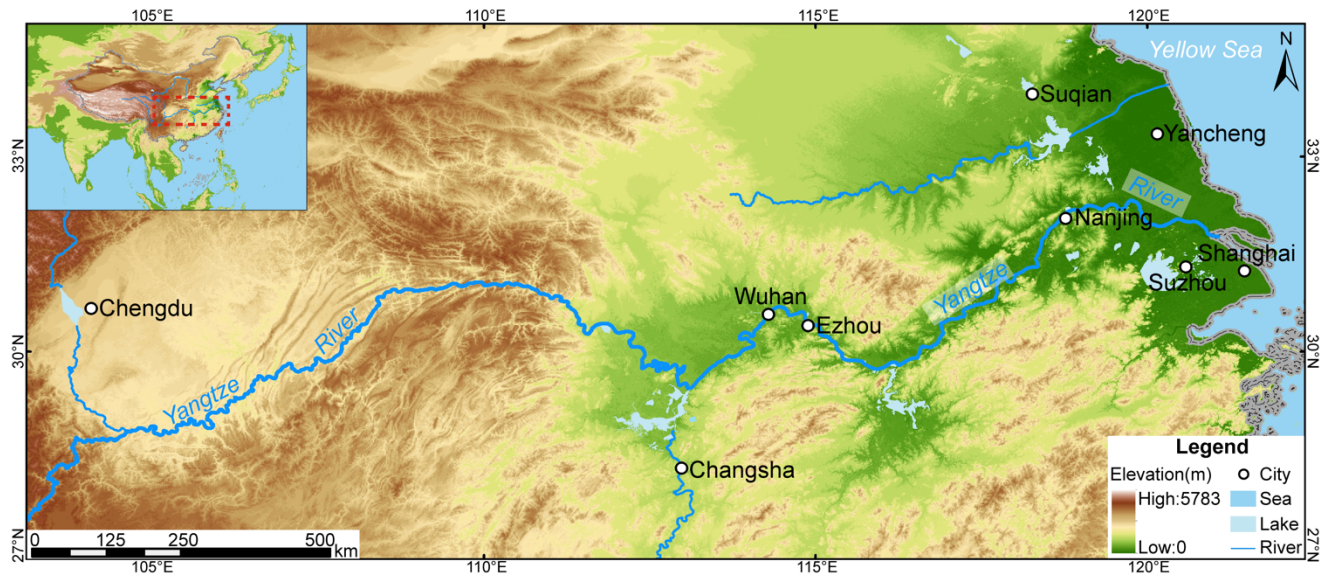 105°E
110°E
115°E
120°E
Yellow Sea
N
Suqian
Yancheng
33°N
33°N
River
Nanjing
Shanghai
Suzhou
Yangtze
Chengdu
Wuhan
Ezhou
River
30°N
30°N
Yangtze
Changsha
Legend
Elevation(m)
City
High:5783
Sea
Lake
Low:0
River
27°N
27°N
0
125
250
500
km
105°E
110°E
115°E
120°E